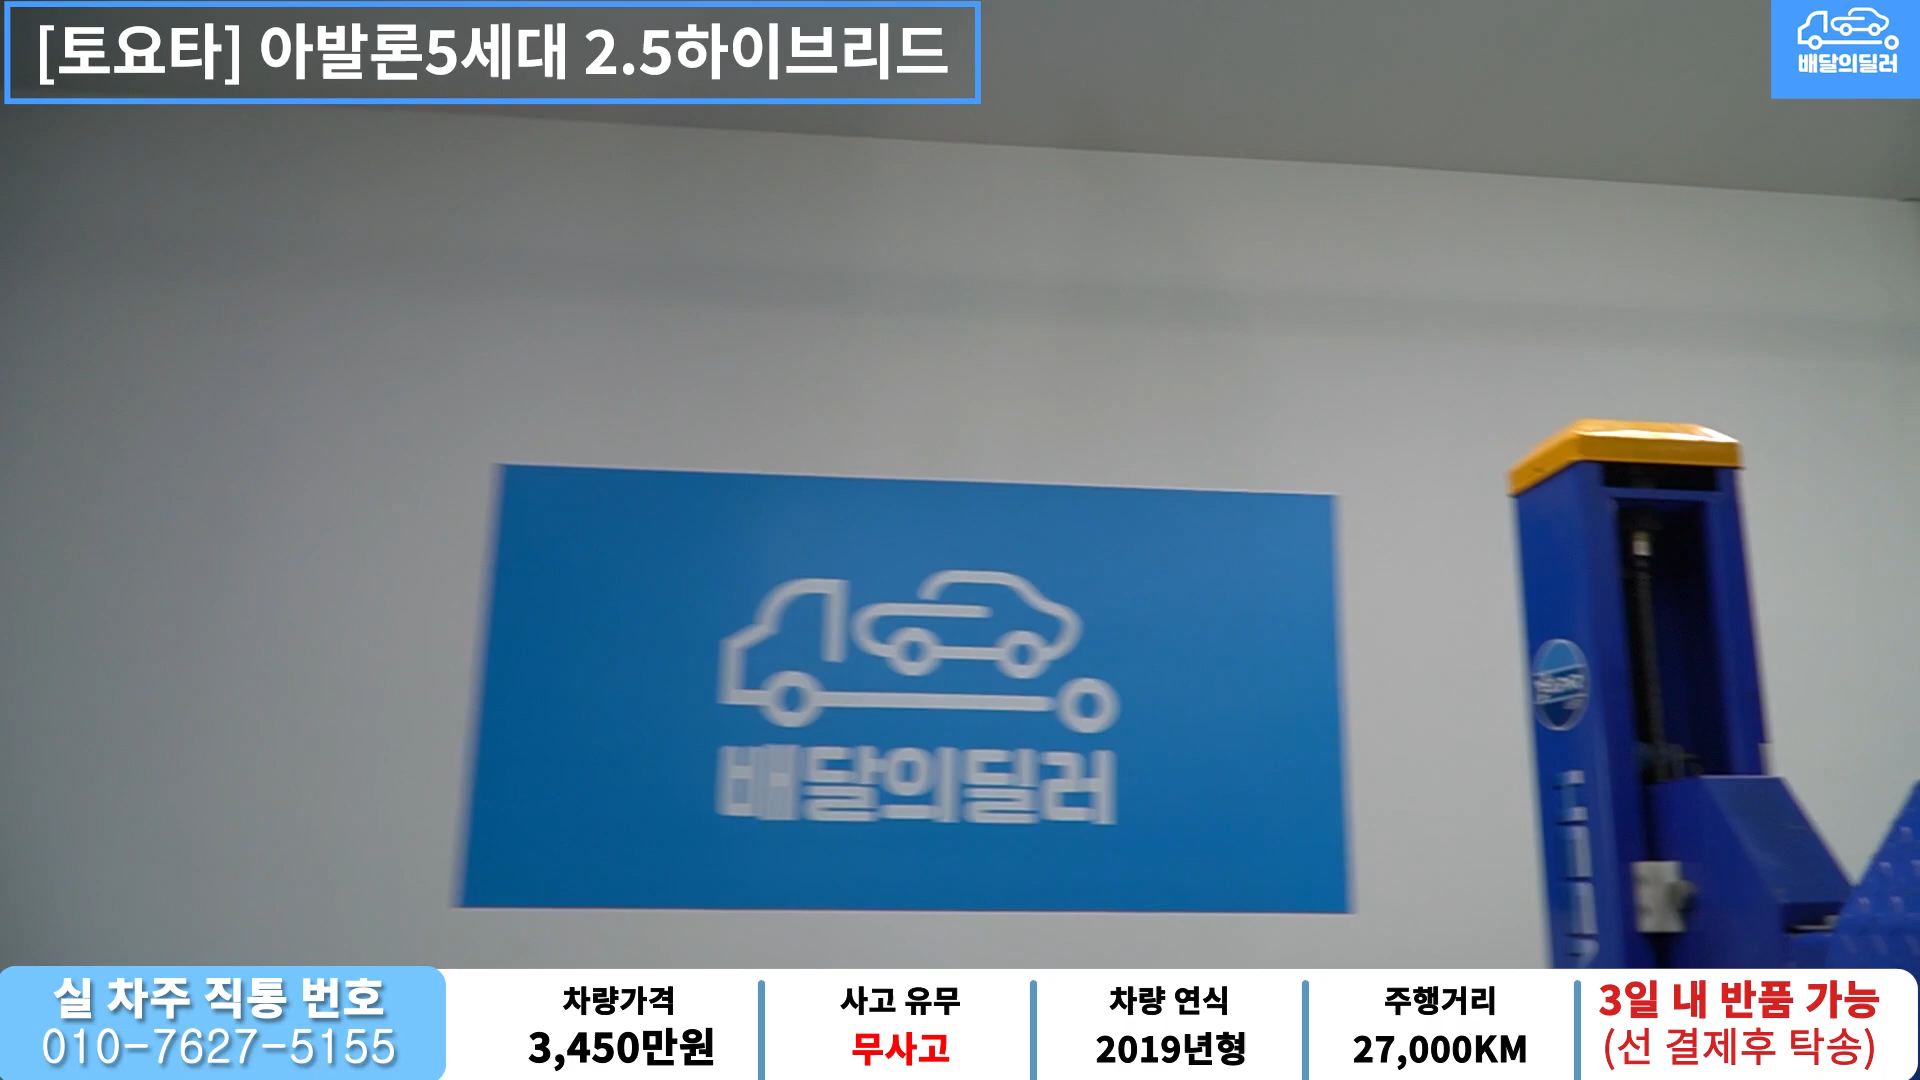 [토요타] 아발론5세대 2.5하이브리드
배달의딜러
배달의딜러
실 차주 직통 번호
010-7627-5155
차량가격
3,450만원
사고 유무
무사고
차량 연식
2019년형
주행거리
27,000KM
3일 내 반품 가능
(선 결제후 탁송)